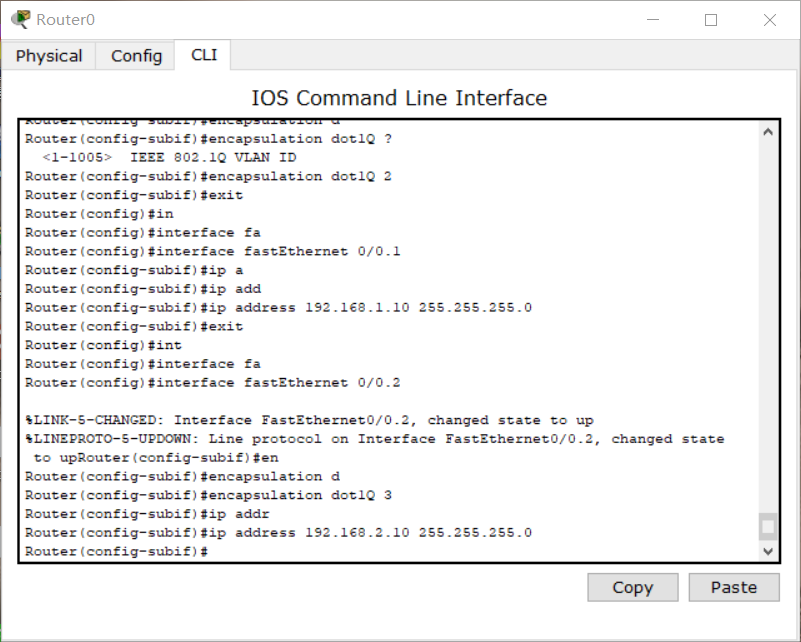 Router0
Physical Config CLI
IOS Command Line Interface
Router(config-subif)#encapsulation d
Router(config-subif)#encapsulation dot1Q ?
<1-1005> IEEE 802.1Q VLAN ID
Router(config-subif)#encapsulation dot1Q 2
Router(config-subif)#exit
Router(config)#in
Router(config)#interface fa
Router(config)#interface fastEthernet 0/0.1
Router(config-subif)#ip a
Router(config-subif)#ip add
Router(config-subif)#ip address 192.168.1.10 255.255.255.0
Router(config-subif)#exit
Router(config)#int
Router(config)#interface fa
Router(config)#interface fastEthernet 0/0.2
%LINK-5-CHANGED: Interface FastEthernet0/0.2, changed state to up
%LINEPROTO-5-UPDOWN: Line protocol on Interface FastEthernet0/0.2, changed state
to upRouter(config-subif)#en
Router(config-subif)#encapsulation d
Router(config-subif)#encapsulation dot1Q 3
Router(config-subif)#ip addr
Router(config-subif)#ip address 192.168.2.10 255.255.255.0
Router(config-subif)#
Copy Paste